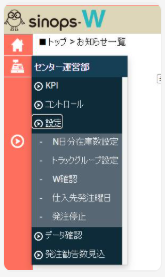 sinops-W
■トップ > お知らせ一覧
センター運営部
KPI
コントロール
設定
- N日分在庫数設定
- トラックグループ設定
- W確認
- 仕入先発注曜日
- 発注停止
データ確認
発注勧告数見込